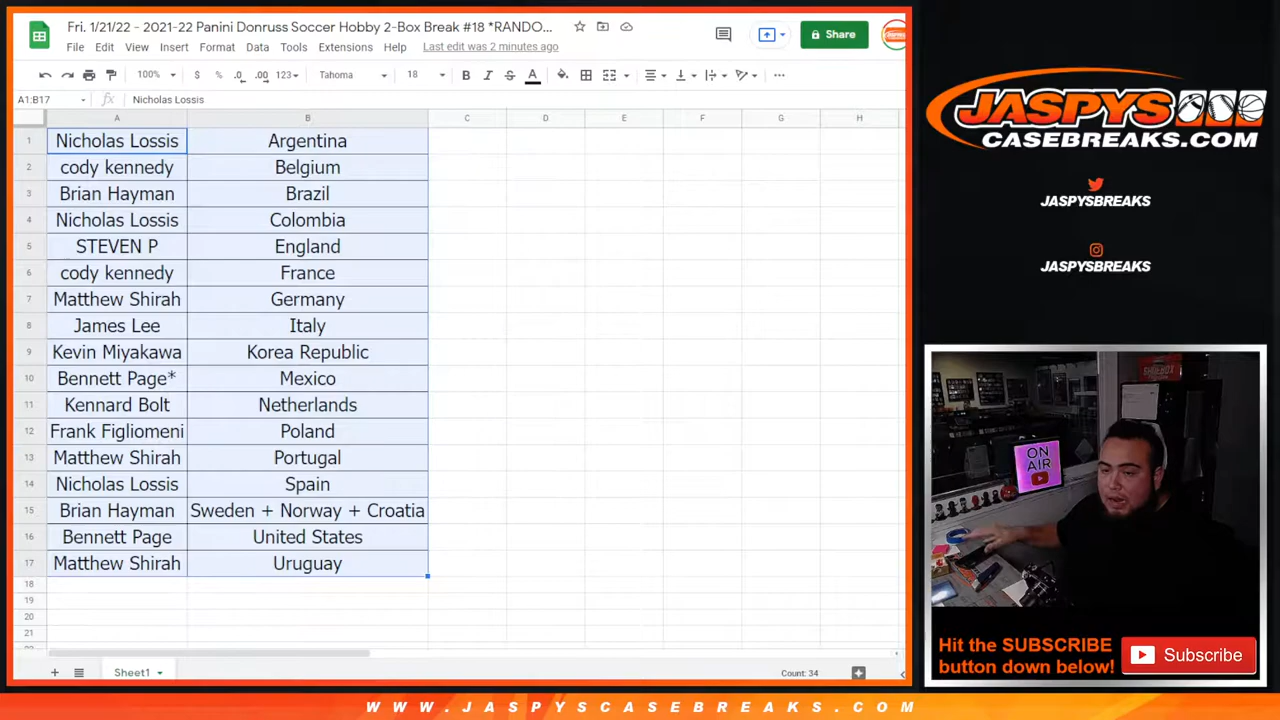 Fri. 1/21/22 - 2021-22 Panini Donruss Soccer Hobby 2-Box Break #18 *RANDO...
File Edit View Insert Format Data Tools Extensions Help Last edit was 2 minutes ago
Share
100% $ % .0 .00 123 Tahoma 18 B I S A
A1:B17 fx Nicholas Lossis
A B C D E F G H
1 Nicholas Lossis Argentina
2 cody kennedy Belgium
3 Brian Hayman Brazil
4 Nicholas Lossis Colombia
5 STEVEN P England
6 cody kennedy France
7 Matthew Shirah Germany
8 James Lee Italy
9 Kevin Miyakawa Korea Republic
10 Bennett Page* Mexico
11 Kennard Bolt Netherlands
12 Frank Figliomeni Poland
13 Matthew Shirah Portugal
14 Nicholas Lossis Spain
15 Brian Hayman Sweden + Norway + Croatia
16 Bennett Page United States
17 Matthew Shirah Uruguay
18
19
20
21
Sheet1
Count: 34
JASPYS
CASEBREAKS.COM
JASPYSBREAKS
JASPYSBREAKS
ON
AIR
Hit the SUBSCRIBE
button down below!
Subscribe
WWW.JASPYSCASEBREAKS.COM